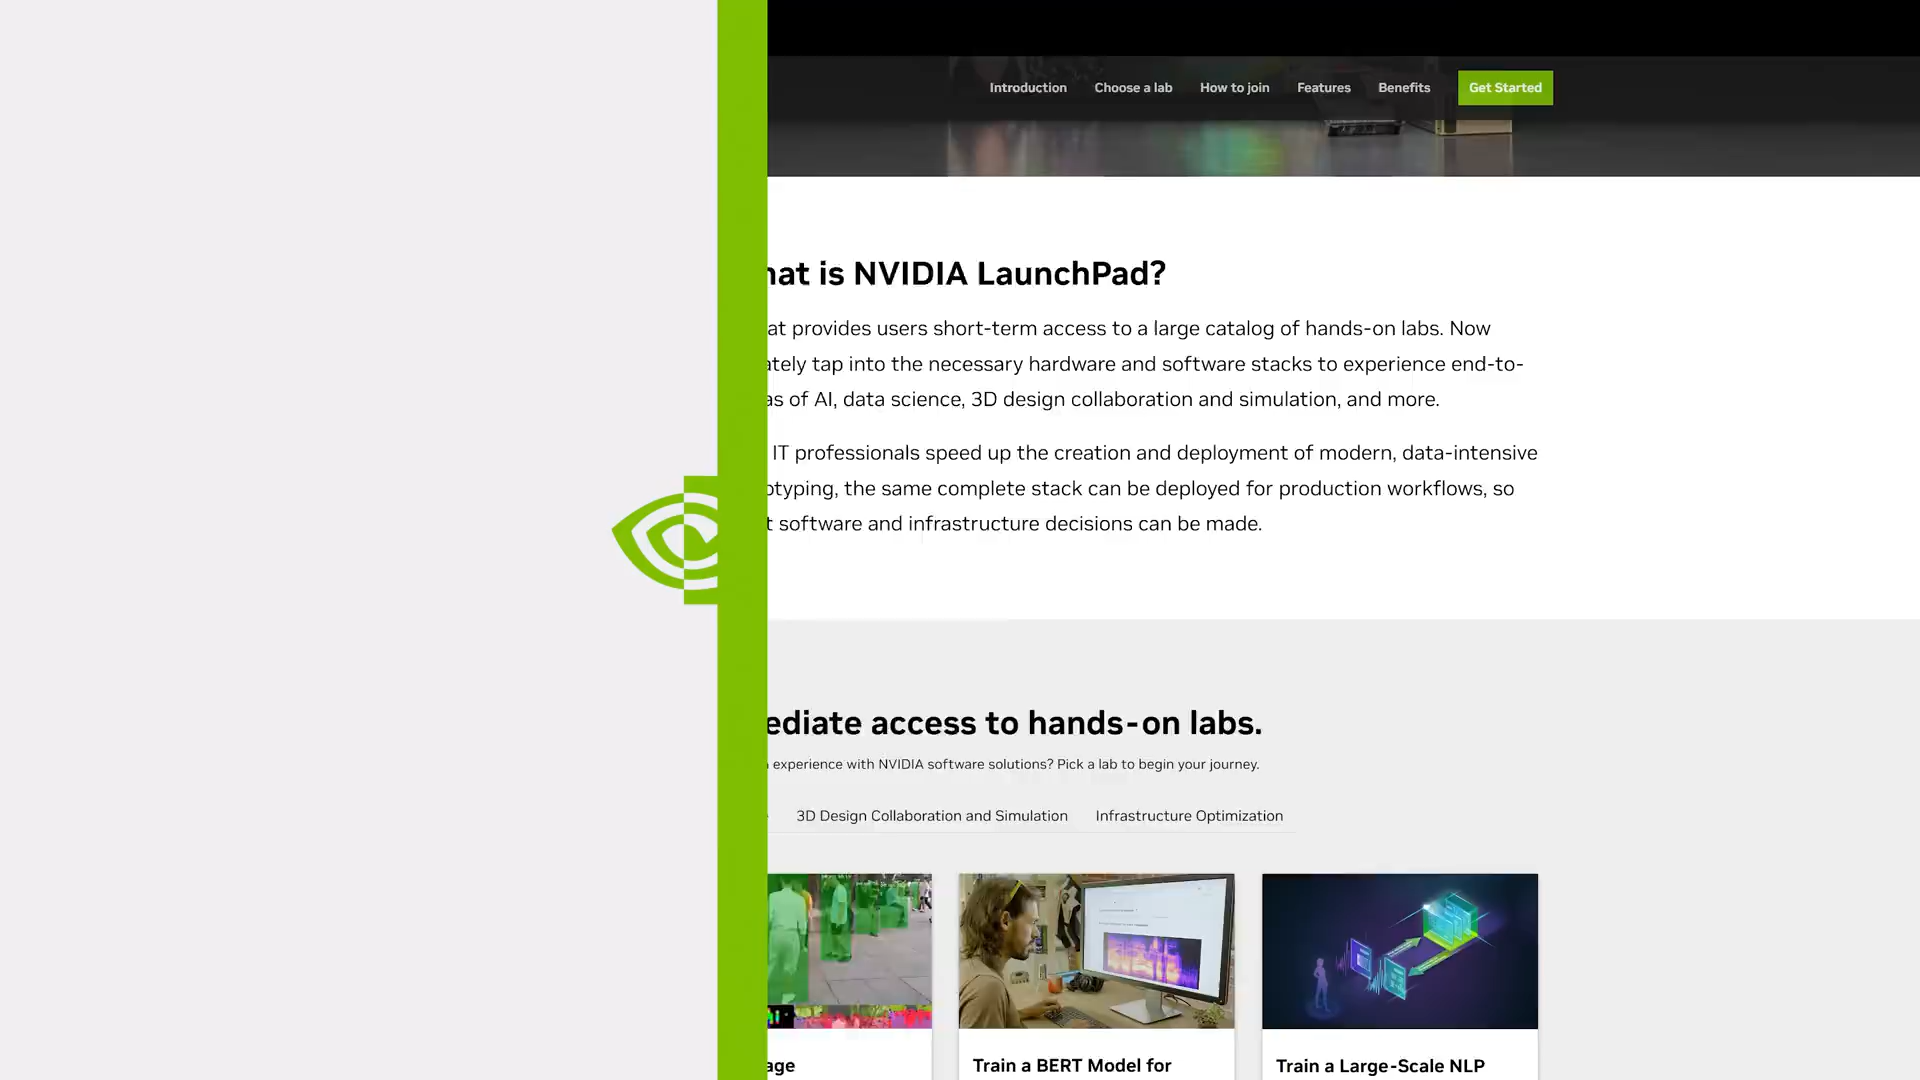 Introduction Choose a lab How to join Features Benefits Get Started
hat is NVIDIA LaunchPad?
at provides users short-term access to a large catalog of hands-on labs. Now
ately tap into the necessary hardware and software stacks to experience end-to-
as of AI, data science, 3D design collaboration and simulation, and more.
IT professionals speed up the creation and deployment of modern, data-intensive
otyping, the same complete stack can be deployed for production workflows, so
t software and infrastructure decisions can be made.
ediate access to hands-on labs.
experience with NVIDIA software solutions? Pick a lab to begin your journey.
3D Design Collaboration and Simulation Infrastructure Optimization
age
Train a BERT Model for
Train a Large-Scale NLP